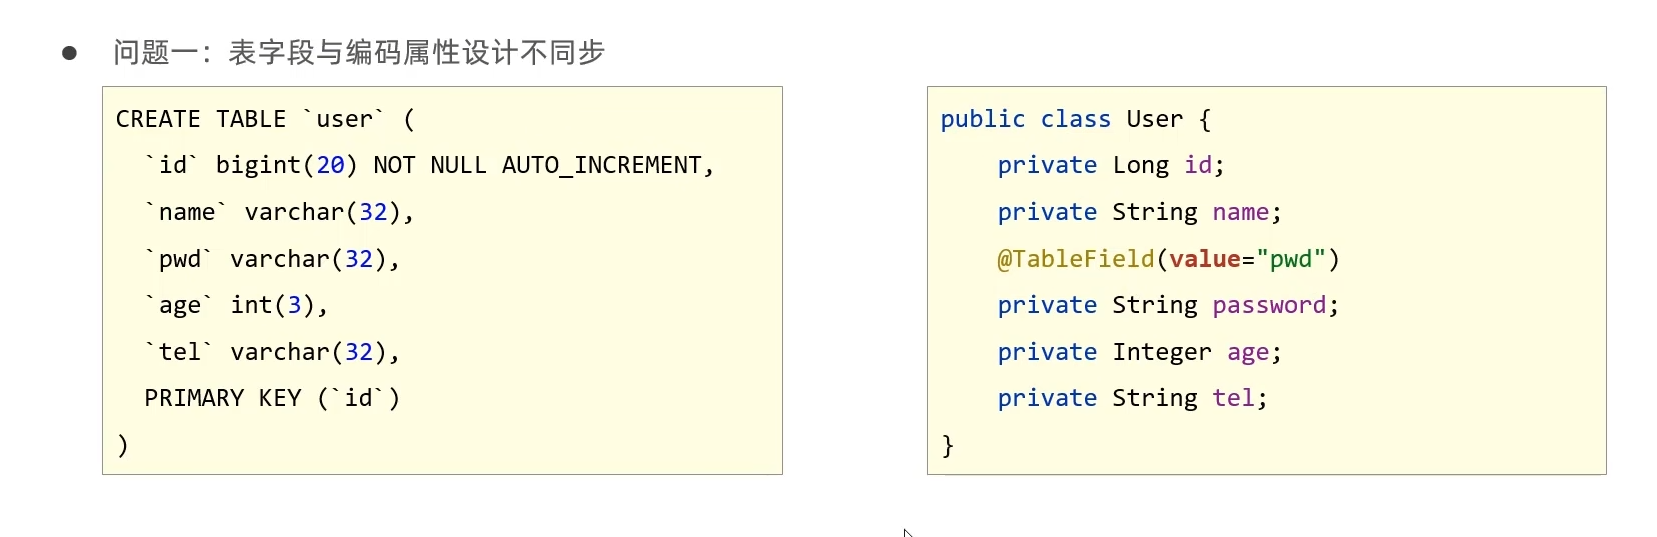 ● 问题一：表字段与编码属性设计不同步
CREATE TABLE `user` (
`id` bigint(20) NOT NULL AUTO_INCREMENT,
`name` varchar(32),
`pwd` varchar(32),
`age` int(3),
`tel` varchar(32),
PRIMARY KEY (`id`)
)
public class User {
private Long id;
private String name;
@TableField(value="pwd")
private String password;
private Integer age;
private String tel;
}